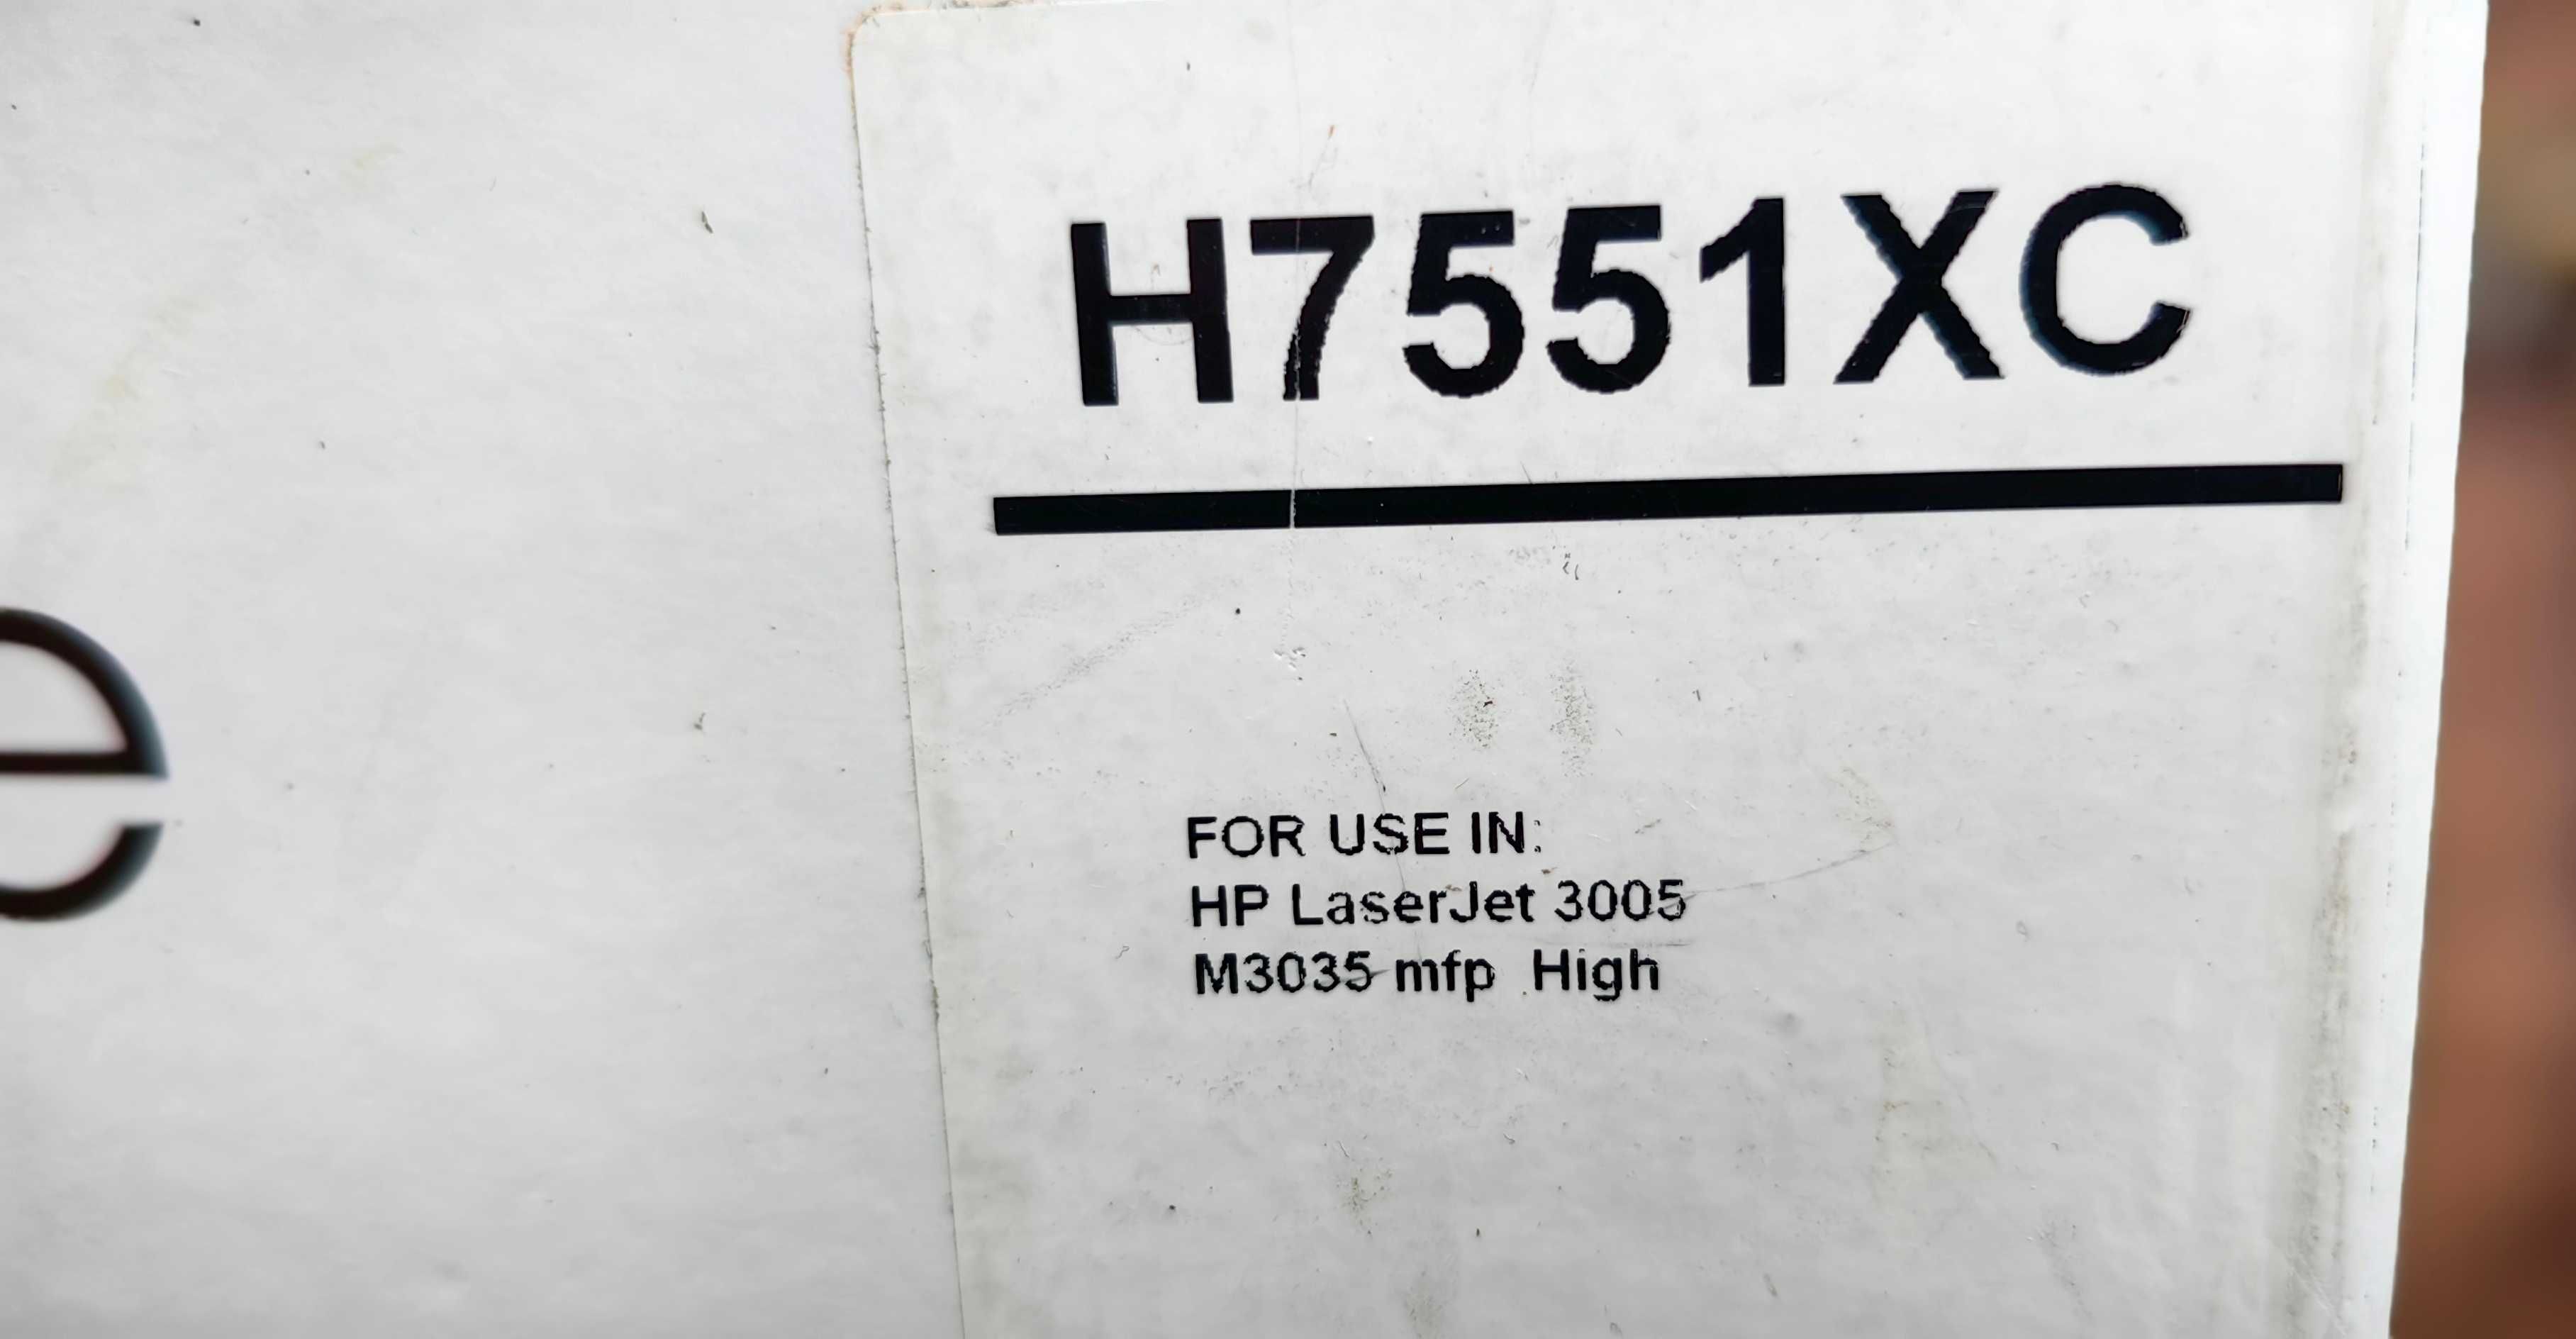 H7551XC
e
FOR USE IN:
HP LaserJet 3005
M3035 mfp High